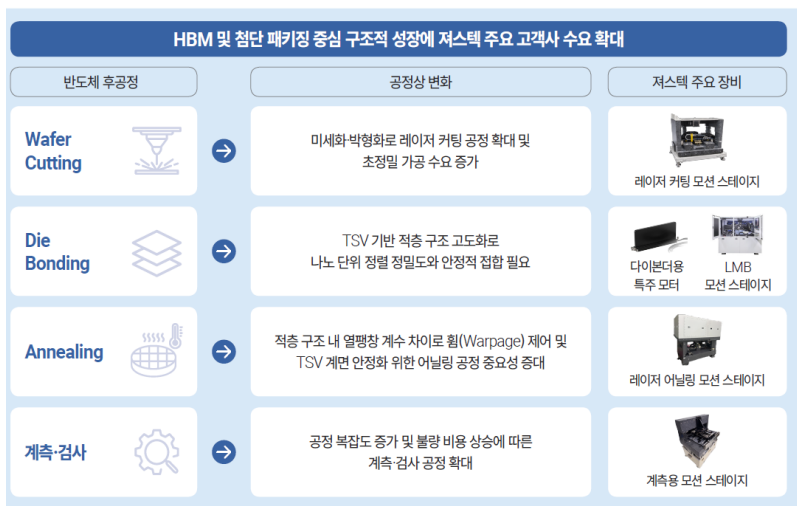 HBM 및 첨단 패키징 중심 구조적 성장에 져스텍 주요 고객사 수요 확대
반도체 후공정
공정상 변화
져스텍 주요 장비
Wafer
Cutting
미세화·박형화로 레이저 커팅 공정 확대 및
초정밀 가공 수요 증가
레이저 커팅 모션 스테이지
Die
Bonding
TSV 기반 적층 구조 고도화로
나노 단위 정렬 정밀도와 안정적 접합 필요
다이본더용
특주 모터
LMB
모션 스테이지
Annealing
적층 구조 내 열팽창 계수 차이로 휨(Warpage) 제어 및
TSV 계면 안정화 위한 어닐링 공정 중요성 증대
레이저 어닐링 모션 스테이지
계측·검사
공정 복잡도 증가 및 불량 비용 상승에 따른
계측·검사 공정 확대
계측용 모션 스테이지